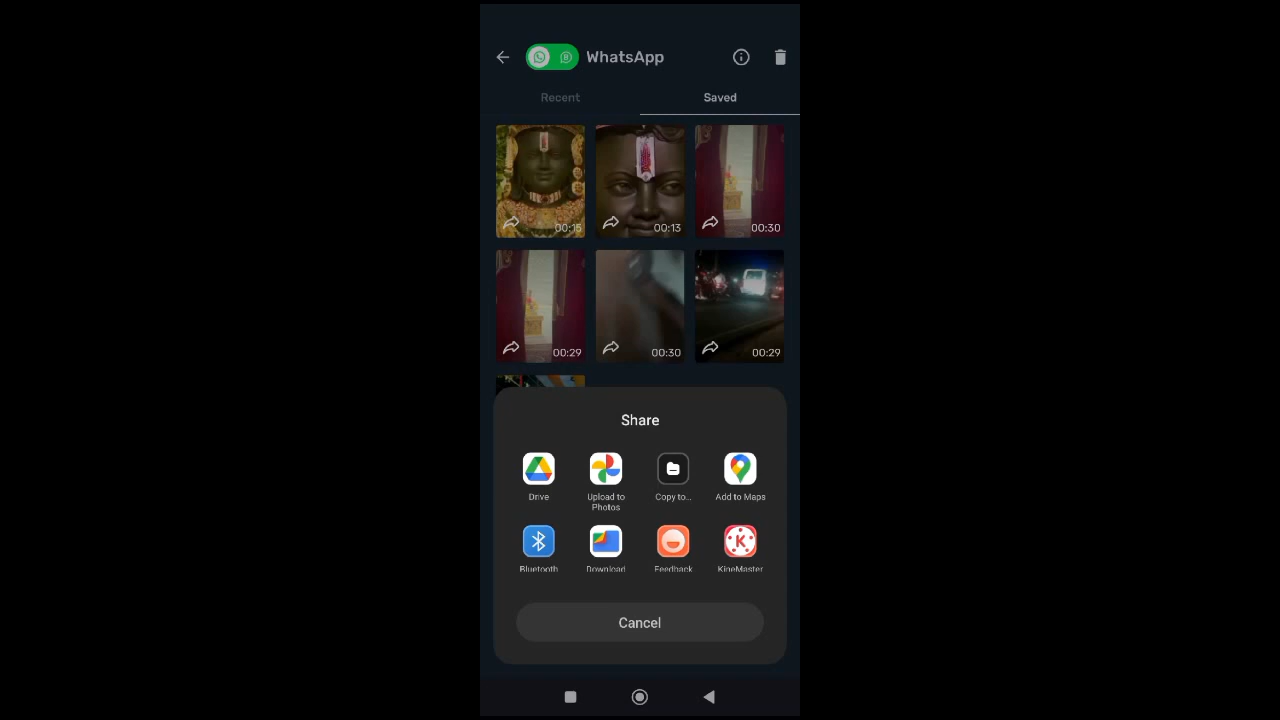 WhatsApp
Recent Saved
00:15 00:13 00:30
00:29 00:30 00:29
Share
Drive Upload to Photos Copy to... Add to Maps
Bluetooth Download Feedback KineMaster
Cancel